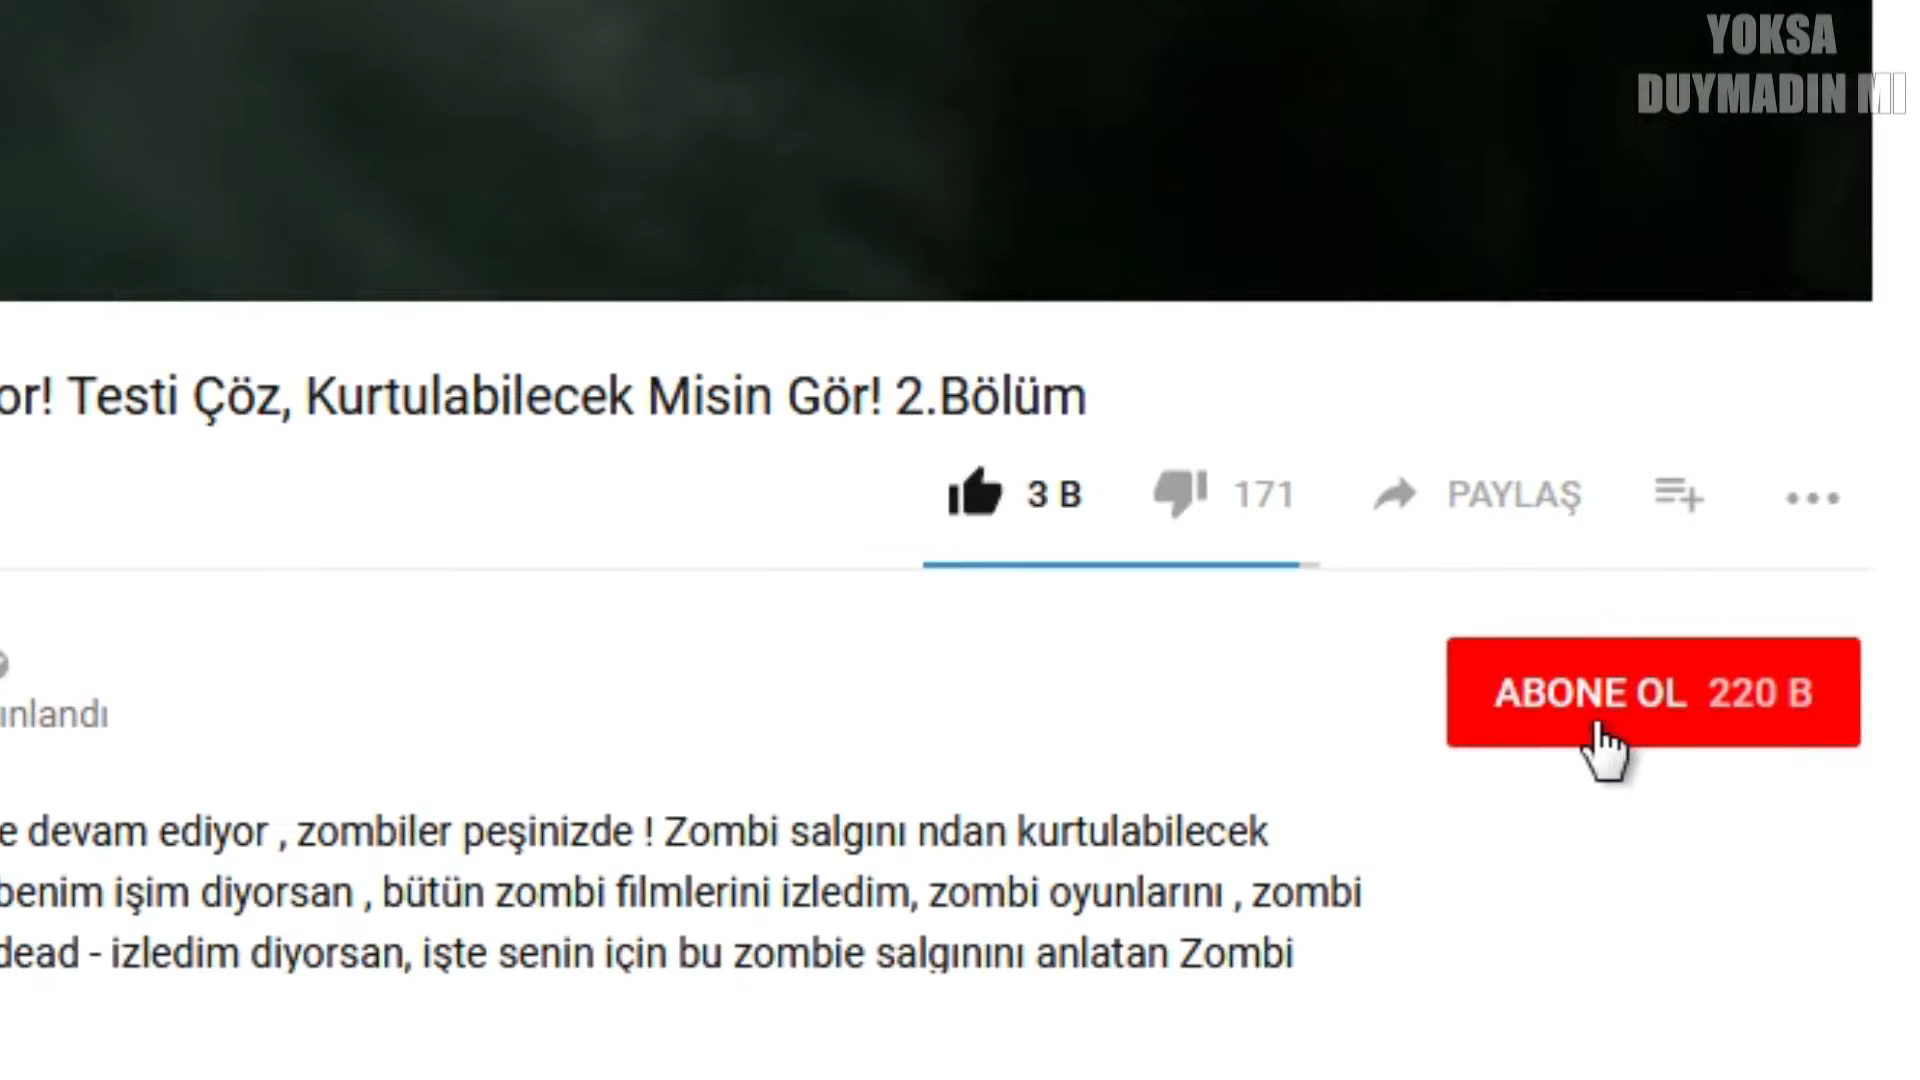 YOKSA
DUYMADIN MI
or! Testi Çöz, Kurtulabilecek Misin Gör! 2.Bölüm
3 B 171 PAYLAŞ
ABONE OL 220 B
ınlandı
e devam ediyor , zombiler peşinizde ! Zombi salgını ndan kurtulabilecek
benim işim diyorsan , bütün zombi filmlerini izledim, zombi oyunlarını , zombi
dead - izledim diyorsan, işte senin için bu zombie salgınını anlatan Zombi